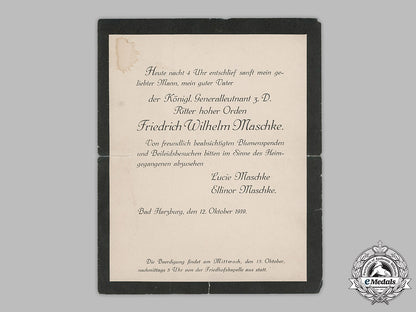 Heute nacht 4 Uhr entschlief sanft mein ge-
liebter Mann, mein guter Vater
der Königl. Generalleutnant z. D.
Ritter hoher Orden
Friedrich Wilhelm Maschke.
Von freundlich beabsichtigten Blumenspenden
und Beileidsbesuchen bitten im Sinne des Heim-
gegangenen abzusehen
Lucie Maschke
Ellinor Maschke.
Bad Harzburg, den 12. Oktober 1919.
Die Beerdigung findet am Mittwoch, den 15. Oktober,
nachmittags 3 Uhr von der Friedhofskapelle aus statt.
eMedals